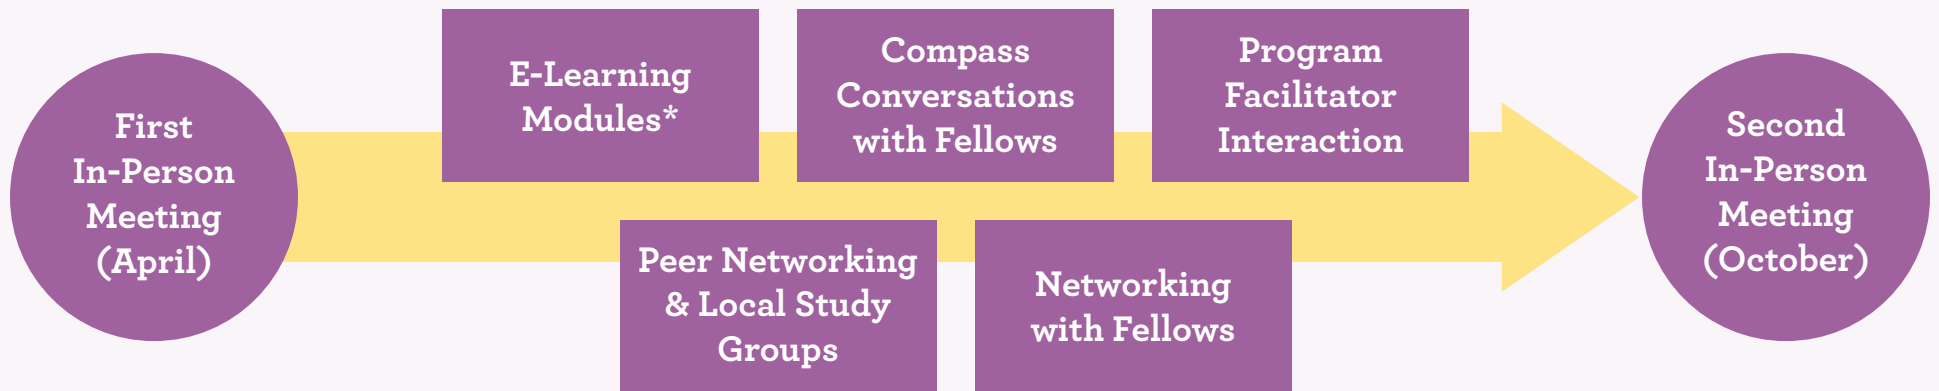 First
In-Person
Meeting
(April)
E-Learning
Modules*
Compass
Conversations
with Fellows
Program
Facilitator
Interaction
Peer Networking
& Local Study
Groups
Networking
with Fellows
Second
In-Person
Meeting
(October)